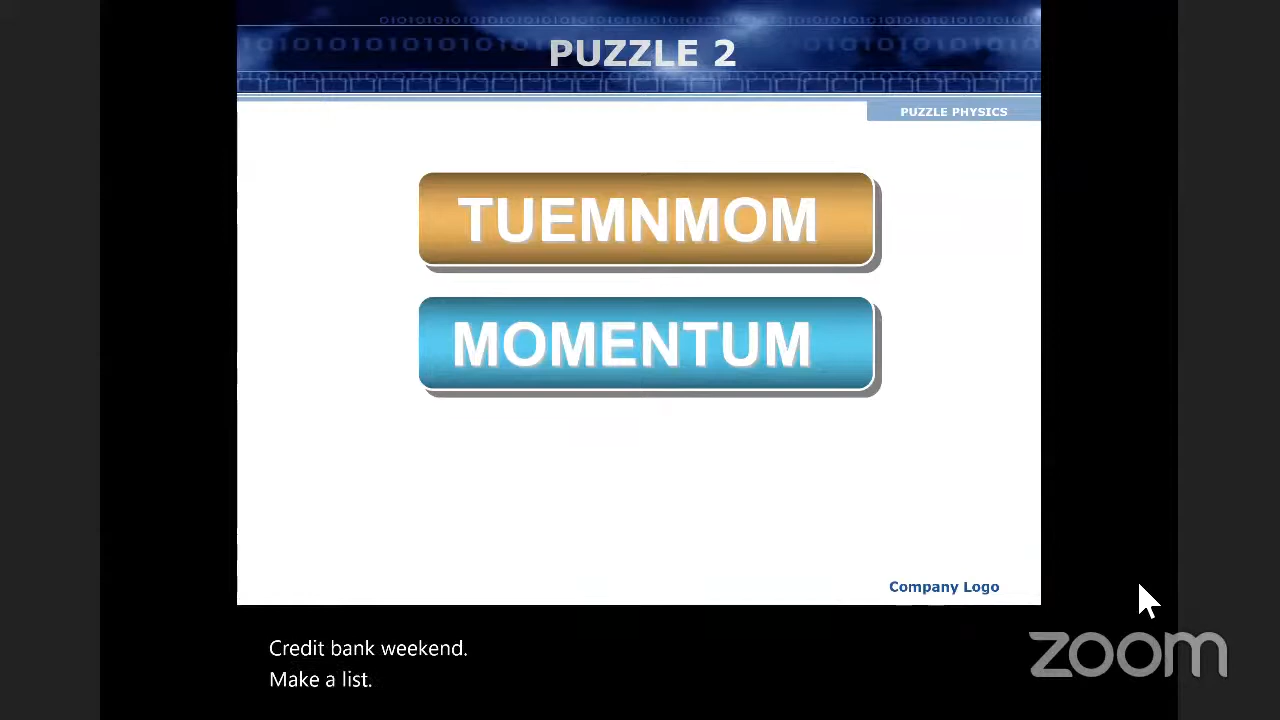 PUZZLE 2
PUZZLE PHYSICS
TUEMNMOM
MOMENTUM
Company Logo
Credit bank weekend.
Make a list.
zoom